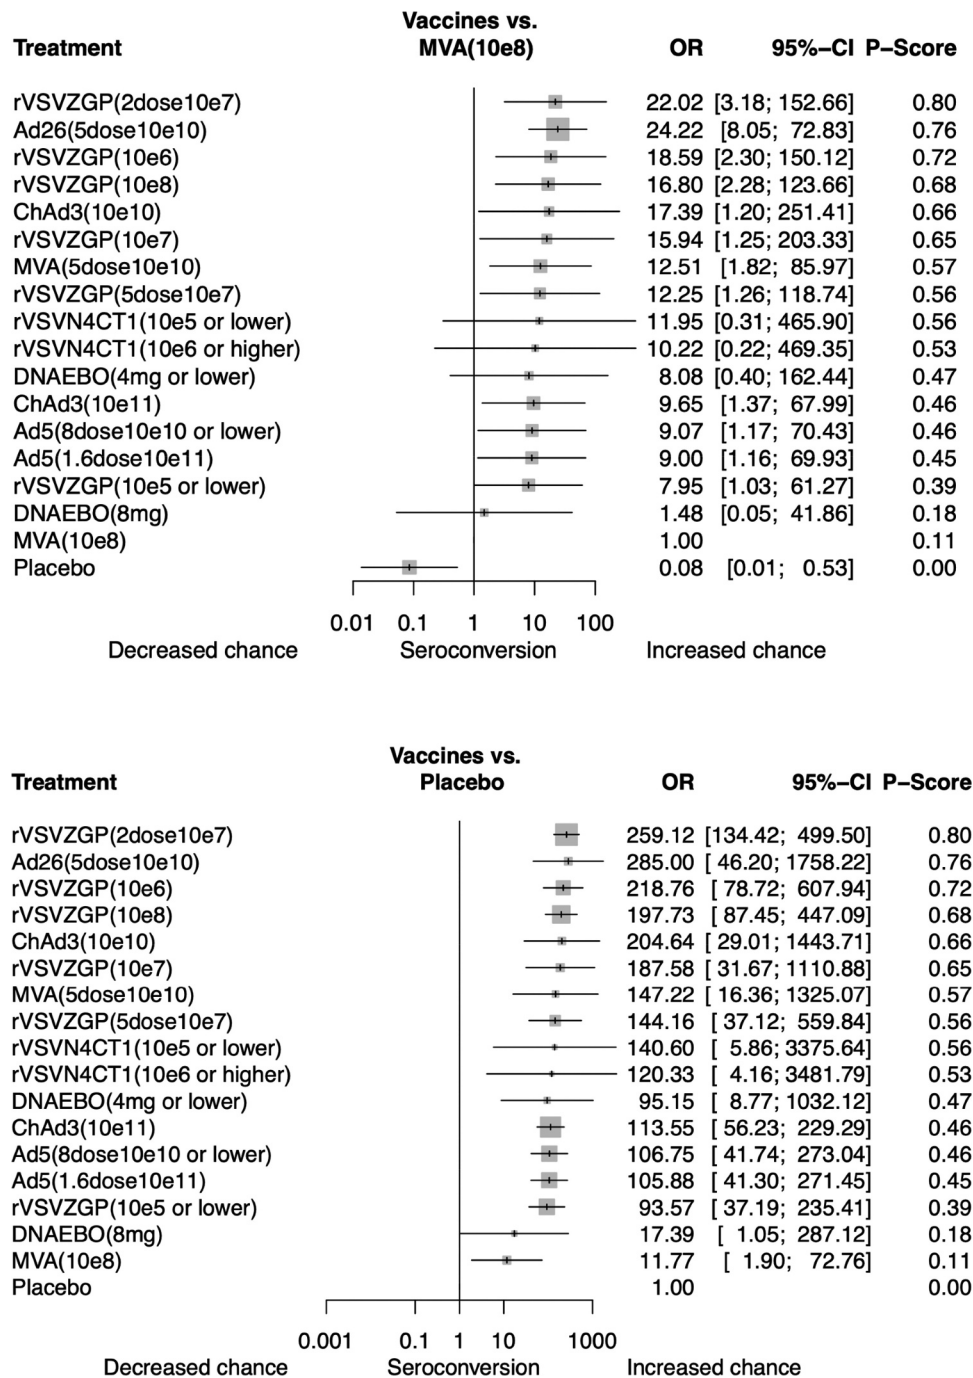 Vaccines vs.
Treatment MVA(10e8) OR 95%−CI P−Score
rVSVZGP(2dose10e7) 22.02 [3.18; 152.66] 0.80
Ad26(5dose10e10) 24.22 [8.05; 72.83] 0.76
rVSVZGP(10e6) 18.59 [2.30; 150.12] 0.72
rVSVZGP(10e8) 16.80 [2.28; 123.66] 0.68
ChAd3(10e10) 17.39 [1.20; 251.41] 0.66
rVSVZGP(10e7) 15.94 [1.25; 203.33] 0.65
MVA(5dose10e10) 12.51 [1.82; 85.97] 0.57
rVSVZGP(5dose10e7) 12.25 [1.26; 118.74] 0.56
rVSVN4CT1(10e5 or lower) 11.95 [0.31; 465.90] 0.56
rVSVN4CT1(10e6 or higher) 10.22 [0.22; 469.35] 0.53
DNAEBO(4mg or lower) 8.08 [0.40; 162.44] 0.47
ChAd3(10e11) 9.65 [1.37; 67.99] 0.46
Ad5(8dose10e10 or lower) 9.07 [1.17; 70.43] 0.46
Ad5(1.6dose10e11) 9.00 [1.16; 69.93] 0.45
rVSVZGP(10e5 or lower) 7.95 [1.03; 61.27] 0.39
DNAEBO(8mg) 1.48 [0.05; 41.86] 0.18
MVA(10e8) 1.00 0.11
Placebo 0.08 [0.01; 0.53] 0.00
0.01 0.1 1 10 100
Decreased chance Seroconversion Increased chance
Vaccines vs.
Treatment Placebo OR 95%−CI P−Score
rVSVZGP(2dose10e7) 259.12 [134.42; 499.50] 0.80
Ad26(5dose10e10) 285.00 [ 46.20; 1758.22] 0.76
rVSVZGP(10e6) 218.76 [ 78.72; 607.94] 0.72
rVSVZGP(10e8) 197.73 [ 87.45; 447.09] 0.68
ChAd3(10e10) 204.64 [ 29.01; 1443.71] 0.66
rVSVZGP(10e7) 187.58 [ 31.67; 1110.88] 0.65
MVA(5dose10e10) 147.22 [ 16.36; 1325.07] 0.57
rVSVZGP(5dose10e7) 144.16 [ 37.12; 559.84] 0.56
rVSVN4CT1(10e5 or lower) 140.60 [ 5.86; 3375.64] 0.56
rVSVN4CT1(10e6 or higher) 120.33 [ 4.16; 3481.79] 0.53
DNAEBO(4mg or lower) 95.15 [ 8.77; 1032.12] 0.47
ChAd3(10e11) 113.55 [ 56.23; 229.29] 0.46
Ad5(8dose10e10 or lower) 106.75 [ 41.74; 273.04] 0.46
Ad5(1.6dose10e11) 105.88 [ 41.30; 271.45] 0.45
rVSVZGP(10e5 or lower) 93.57 [ 37.19; 235.41] 0.39
DNAEBO(8mg) 17.39 [ 1.05; 287.12] 0.18
MVA(10e8) 11.77 [ 1.90; 72.76] 0.11
Placebo 1.00 0.00
0.001 0.1 1 10 1000
Decreased chance Seroconversion Increased chance